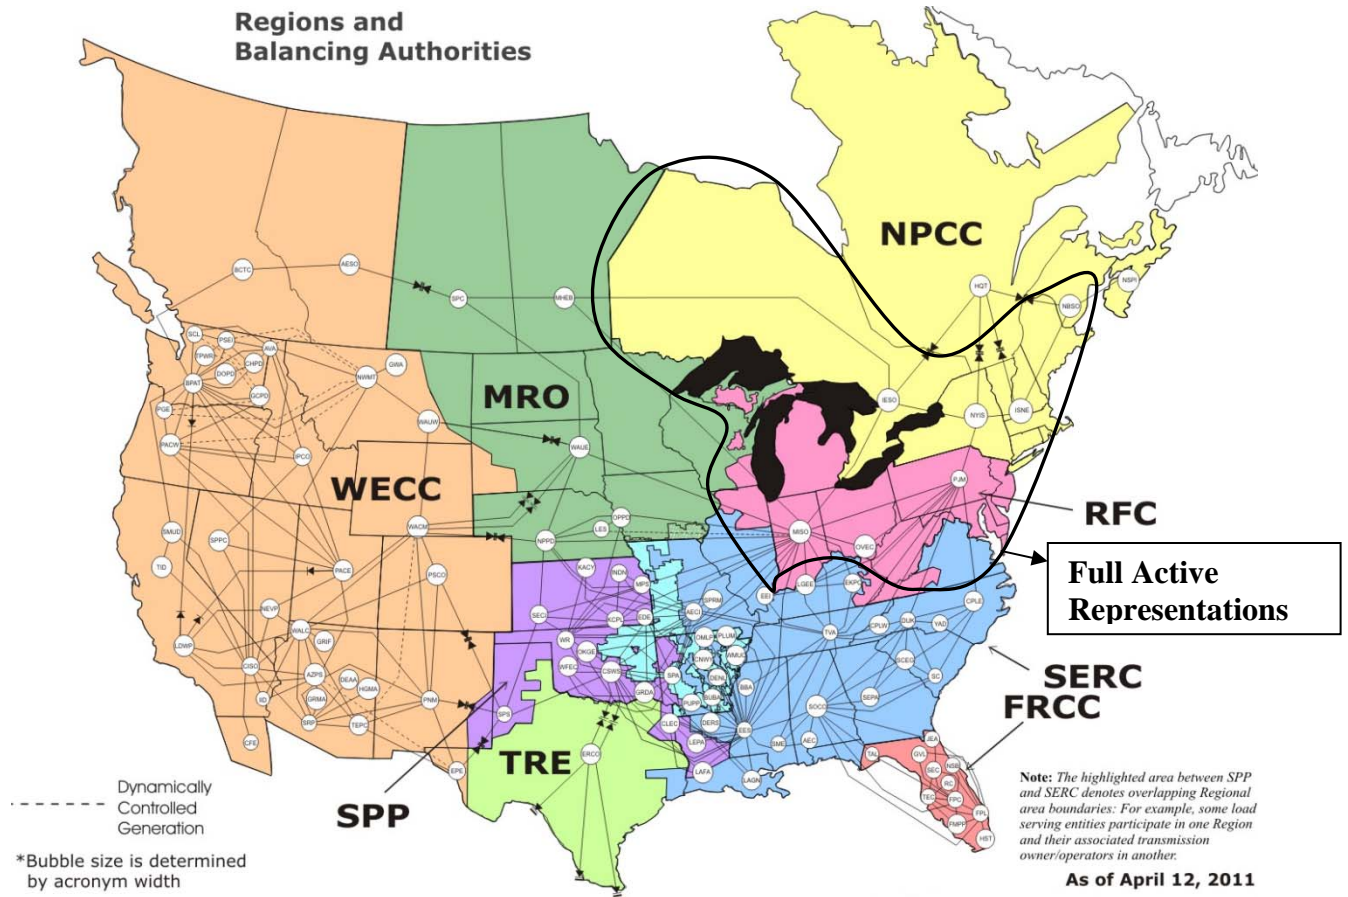 Regions and
Balancing Authorities
NPCC
MRO
WECC
RFC
Full Active
Representations
SERC
FRCC
TRE
SPP
BCTC
AESO
SPC
MHEB
HQT
NBSO
NSPI
SCL
PSEI
AVA
TPWR
CHPD
DOPD
BPAT
GCPD
PGE
PACW
IPCO
NWMT
GWA
WAUW
WAUE
IESO
NYIS
ISNE
PJM
MISO
OVEC
LGEE
EKPC
EEI
SMUD
SPPC
TID
PACE
WACM
PSCO
NPPD
LES
OPPD
NEVP
WALC
GRIF
LDWP
CISO
AZPS
DEAA
HGMA
GRMA
IID
SRP
TEPC
CFE
PNM
EPE
KACY
INDN
MPS
SECI
KCPL
EDE
WR
OKGE
WFEC
CSWS
GRDA
SPA
SPS
CLEC
LEPA
LAFA
LAGN
ERCO
AECI
SPRM
OMLP
PLUM
CNWY
WMUC
DENL
BUBA
PUPP
DERS
BBA
EES
TVA
CPLW
DUK
YAD
CPLE
SCEG
SC
SEPA
SOCO
AEC
SME
TAL
JEA
GVL
NSB
SEC
RC
TEC
FPC
FPL
FMPP
HST
Dynamically
Controlled
Generation
*Bubble size is determined
by acronym width
Note: The highlighted area between SPP
and SERC denotes overlapping Regional
area boundaries: For example, some load
serving entities participate in one Region
and their associated transmission
owner/operators in another.
As of April 12, 2011